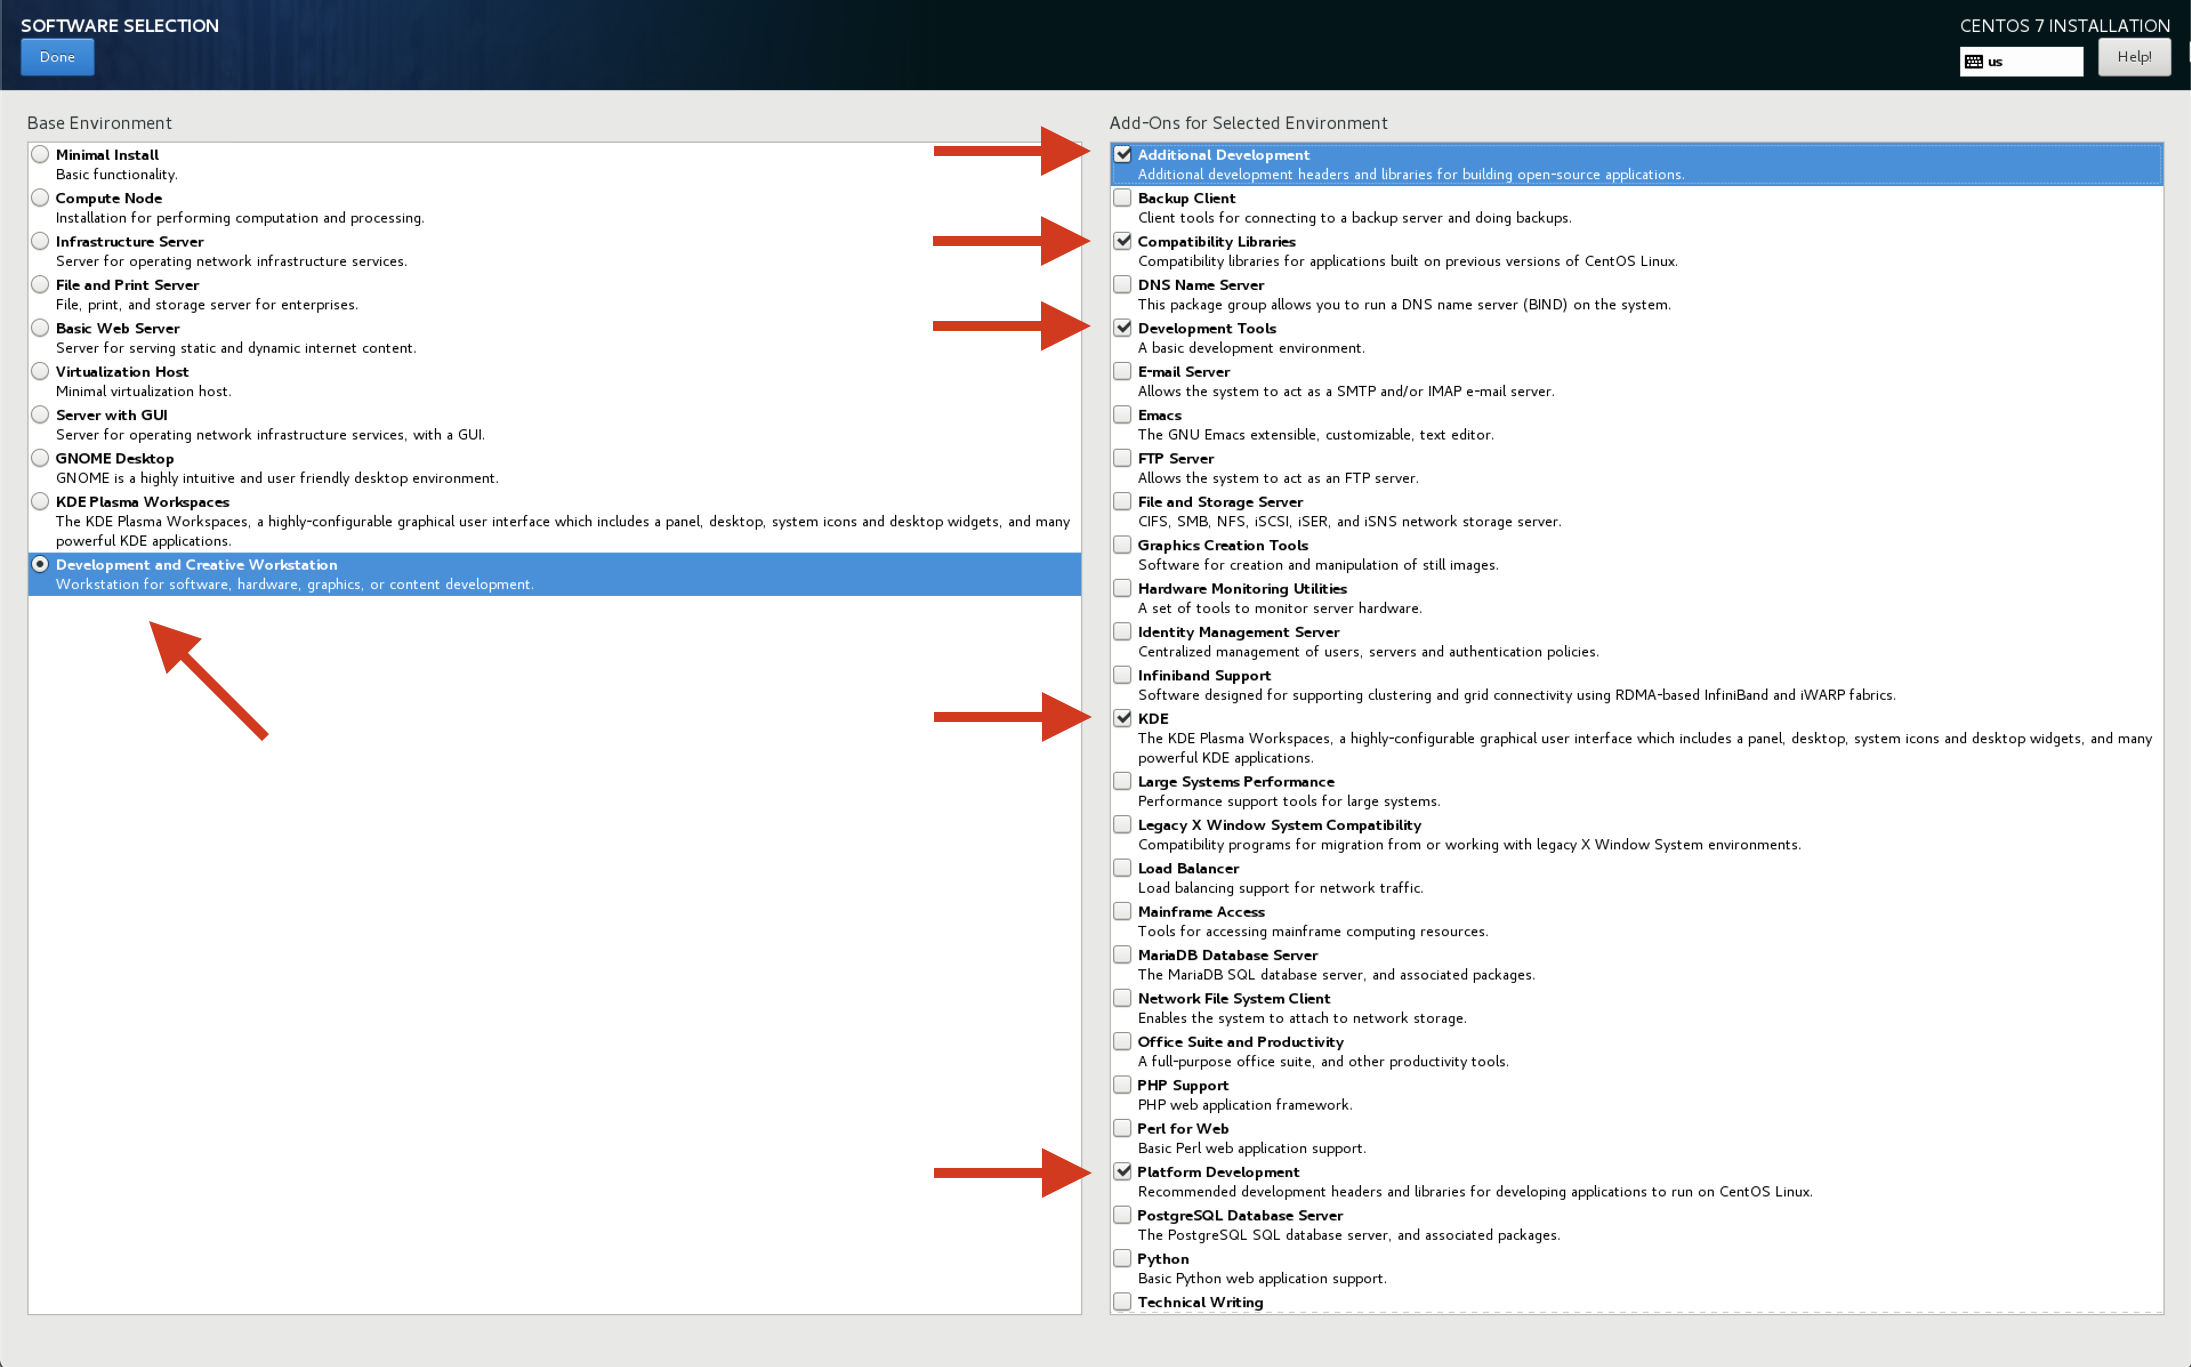 SOFTWARE SELECTION
Done
CENTOS 7 INSTALLATION
us
Help!
Base Environment
Minimal Install
Basic functionality.
Compute Node
Installation for performing computation and processing.
Infrastructure Server
Server for operating network infrastructure services.
File and Print Server
File, print, and storage server for enterprises.
Basic Web Server
Server for serving static and dynamic internet content.
Virtualization Host
Minimal virtualization host.
Server with GUI
Server for operating network infrastructure services, with a GUI.
GNOME Desktop
GNOME is a highly intuitive and user friendly desktop environment.
KDE Plasma Workspaces
The KDE Plasma Workspaces, a highly-configurable graphical user interface which includes a panel, desktop, system icons and desktop widgets, and many
powerful KDE applications.
Development and Creative Workstation
Workstation for software, hardware, graphics, or content development.
Add-Ons for Selected Environment
Additional Development
Additional development headers and libraries for building open-source applications.
Backup Client
Client tools for connecting to a backup server and doing backups.
Compatibility Libraries
Compatibility libraries for applications built on previous versions of CentOS Linux.
DNS Name Server
This package group allows you to run a DNS name server (BIND) on the system.
Development Tools
A basic development environment.
E-mail Server
Allows the system to act as a SMTP and/or IMAP e-mail server.
Emacs
The GNU Emacs extensible, customizable, text editor.
FTP Server
Allows the system to act as an FTP server.
File and Storage Server
CIFS, SMB, NFS, iSCSI, iSER, and iSNS network storage server.
Graphics Creation Tools
Software for creation and manipulation of still images.
Hardware Monitoring Utilities
A set of tools to monitor server hardware.
Identity Management Server
Centralized management of users, servers and authentication policies.
Infiniband Support
Software designed for supporting clustering and grid connectivity using RDMA-based InfiniBand and iWARP fabrics.
KDE
The KDE Plasma Workspaces, a highly-configurable graphical user interface which includes a panel, desktop, system icons and desktop widgets, and many
powerful KDE applications.
Large Systems Performance
Performance support tools for large systems.
Legacy X Window System Compatibility
Compatibility programs for migration from or working with legacy X Window System environments.
Load Balancer
Load balancing support for network traffic.
Mainframe Access
Tools for accessing mainframe computing resources.
MariaDB Database Server
The MariaDB SQL database server, and associated packages.
Network File System Client
Enables the system to attach to network storage.
Office Suite and Productivity
A full-purpose office suite, and other productivity tools.
PHP Support
PHP web application framework.
Perl for Web
Basic Perl web application support.
Platform Development
Recommended development headers and libraries for developing applications to run on CentOS Linux.
PostgreSQL Database Server
The PostgreSQL SQL database server, and associated packages.
Python
Basic Python web application support.
Technical Writing